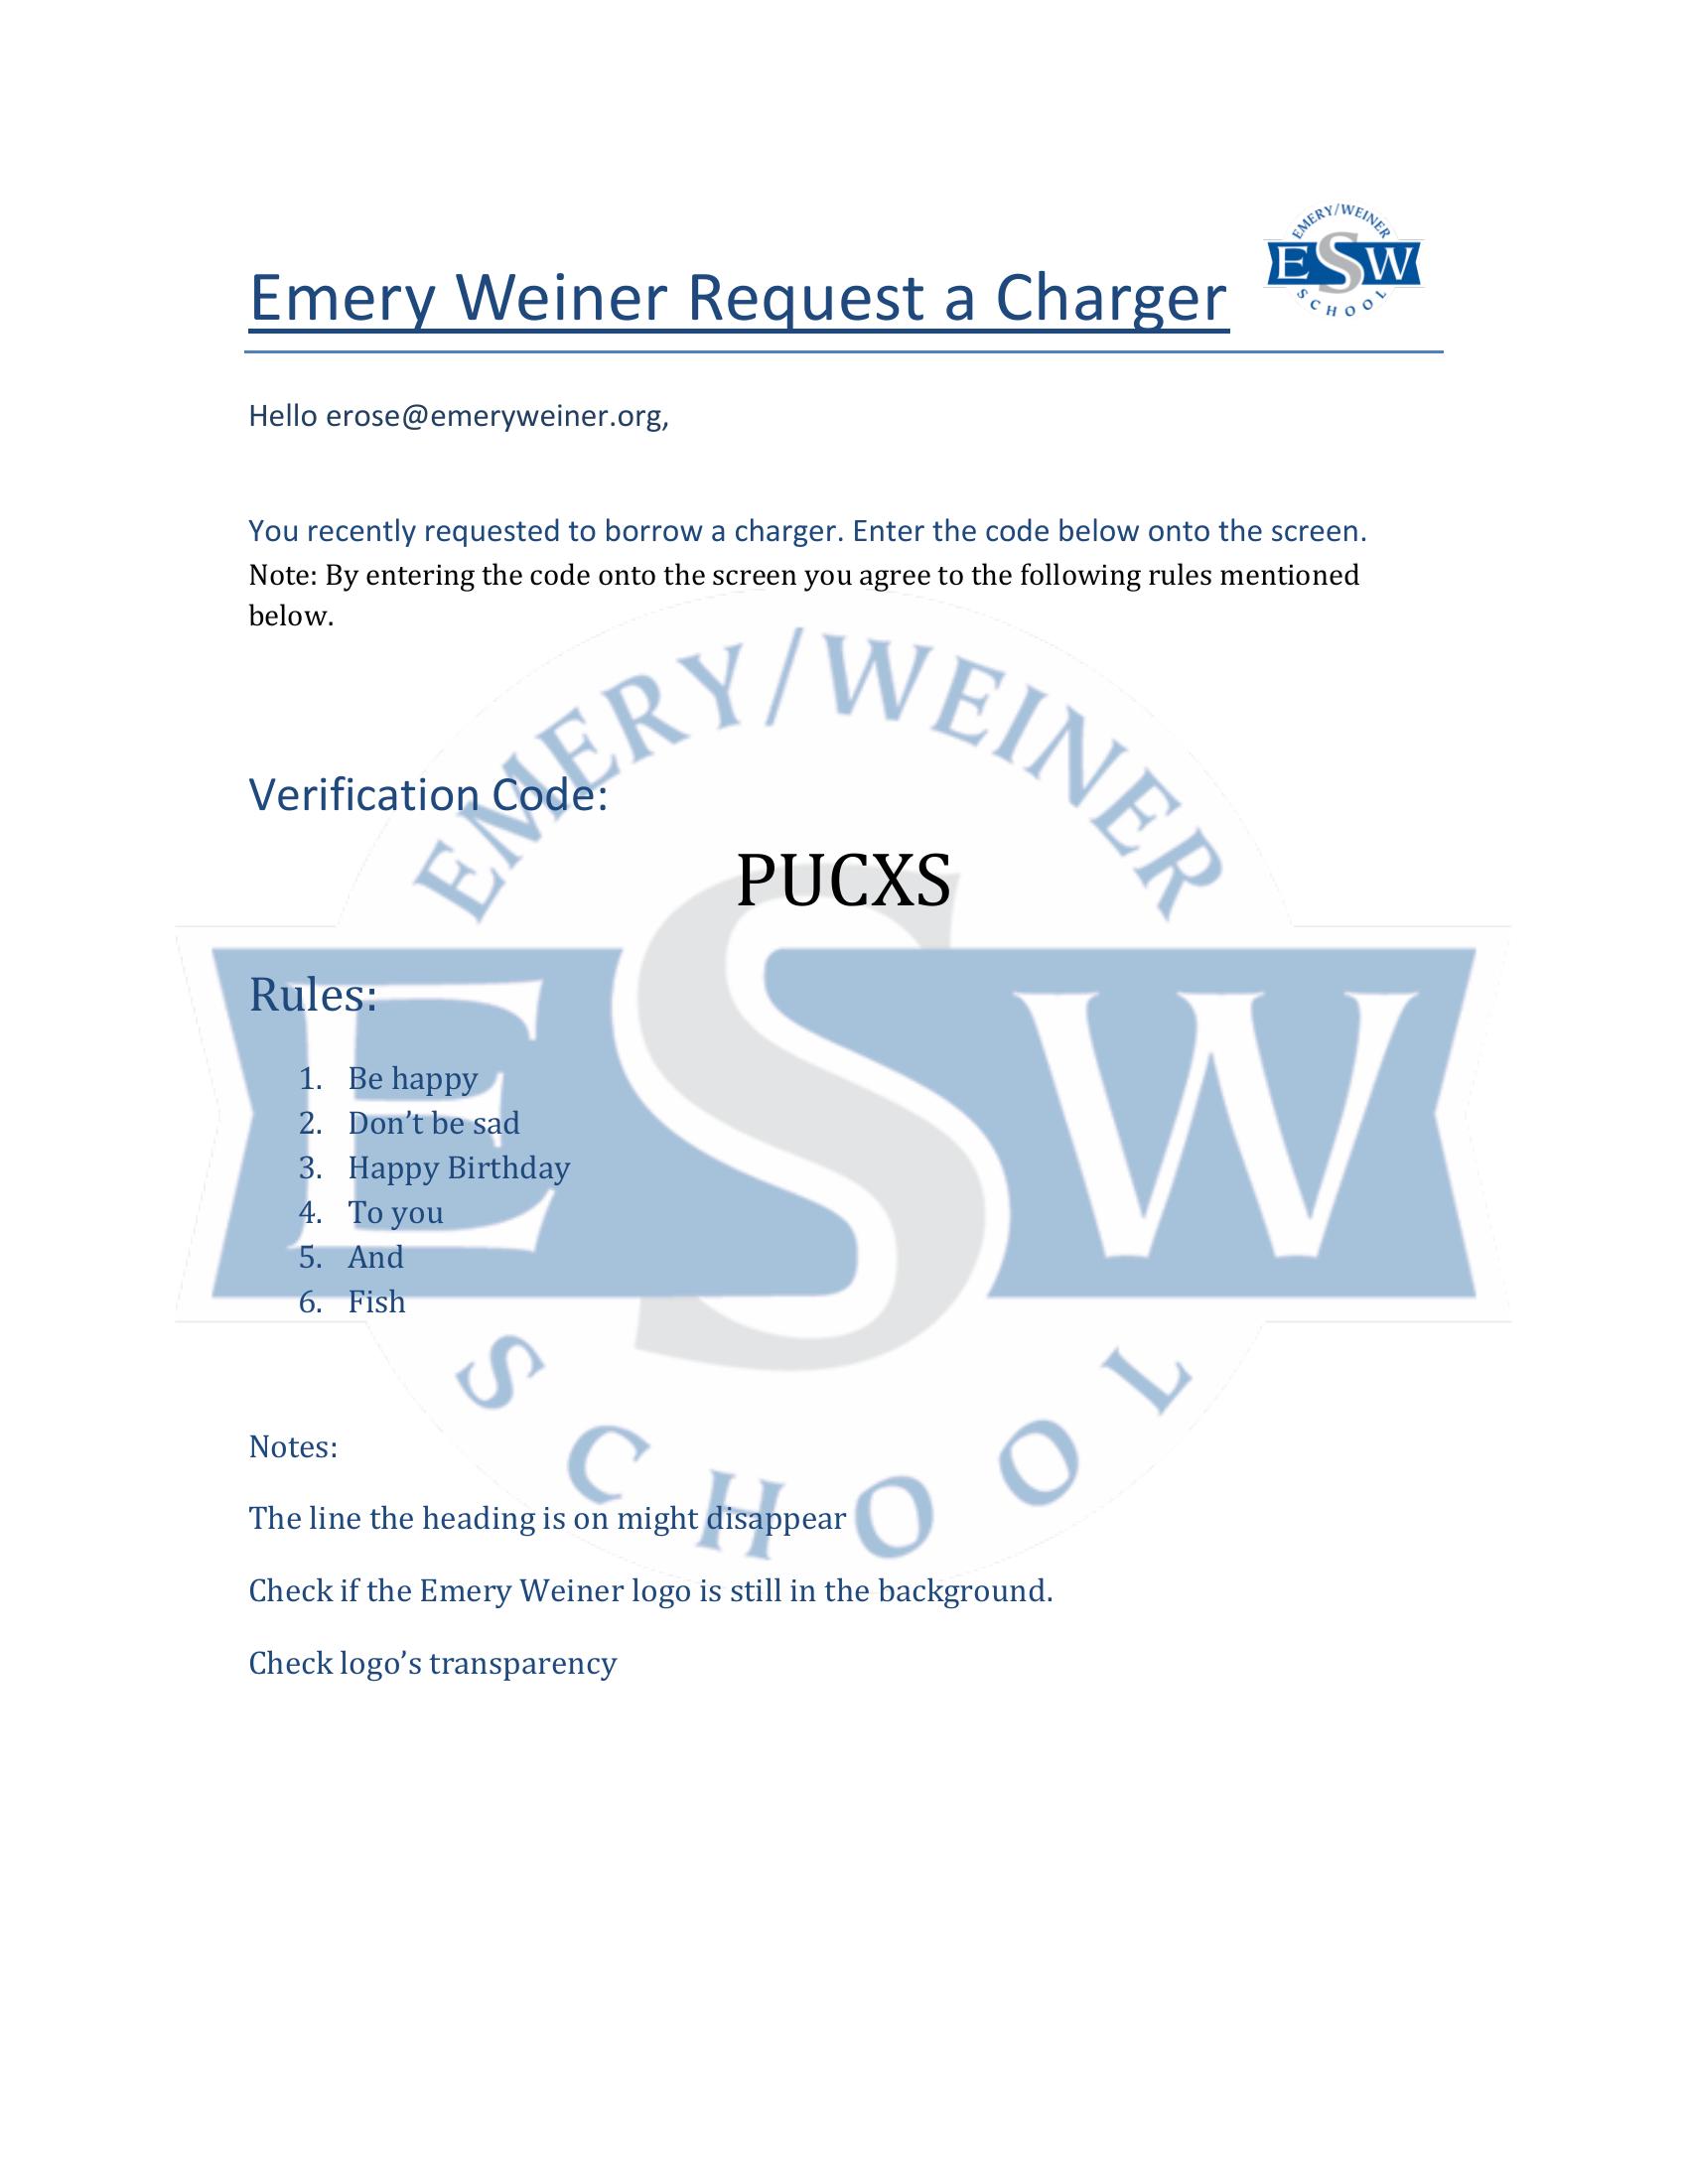 EMERY/WEINER
ESW
SCHOOL
Emery Weiner Request a Charger
Hello erose@emeryweiner.org,
You recently requested to borrow a charger. Enter the code below onto the screen.
Note: By entering the code onto the screen you agree to the following rules mentioned
below.
EMERY/WEINER
Verification Code:
PUCXS
ESW
Rules:
1. Be happy
2. Don’t be sad
3. Happy Birthday
4. To you
5. And
6. Fish
SCHOOL
Notes:
The line the heading is on might disappear
Check if the Emery Weiner logo is still in the background.
Check logo’s transparency